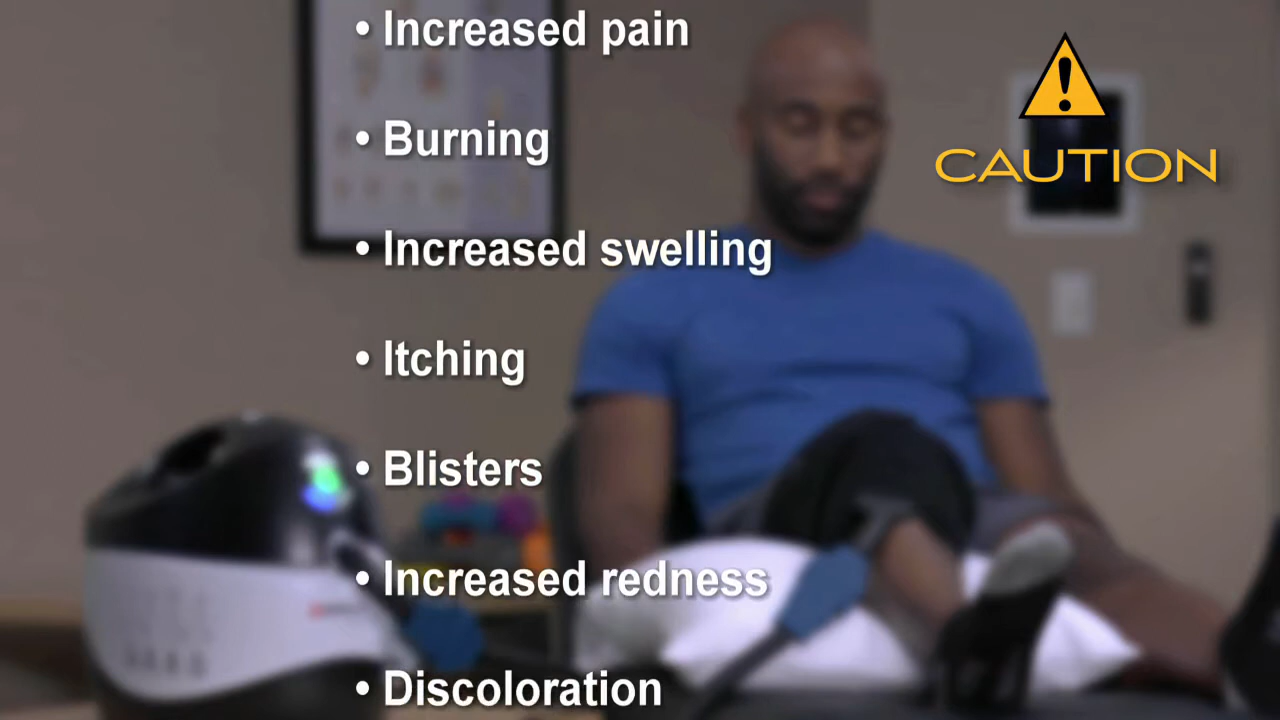 • Increased pain
CAUTION
• Burning
• Increased swelling
• Itching
• Blisters
• Increased redness
• Discoloration